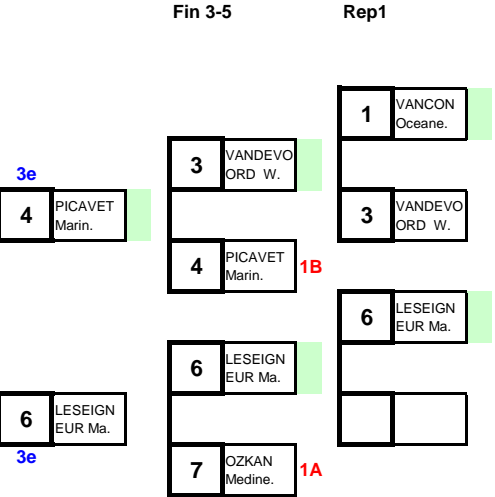 Fin 3-5 Rep1
1 VANCON
Oceane.
3 VANDEVO
ORD W.
3e
4 PICAVET
Marin.
3 VANDEVO
ORD W.
4 PICAVET
Marin. 1B
6 LESEIGN
EUR Ma.
6 LESEIGN
EUR Ma.
6 LESEIGN
EUR Ma.
3e
7 OZKAN
Medine. 1A